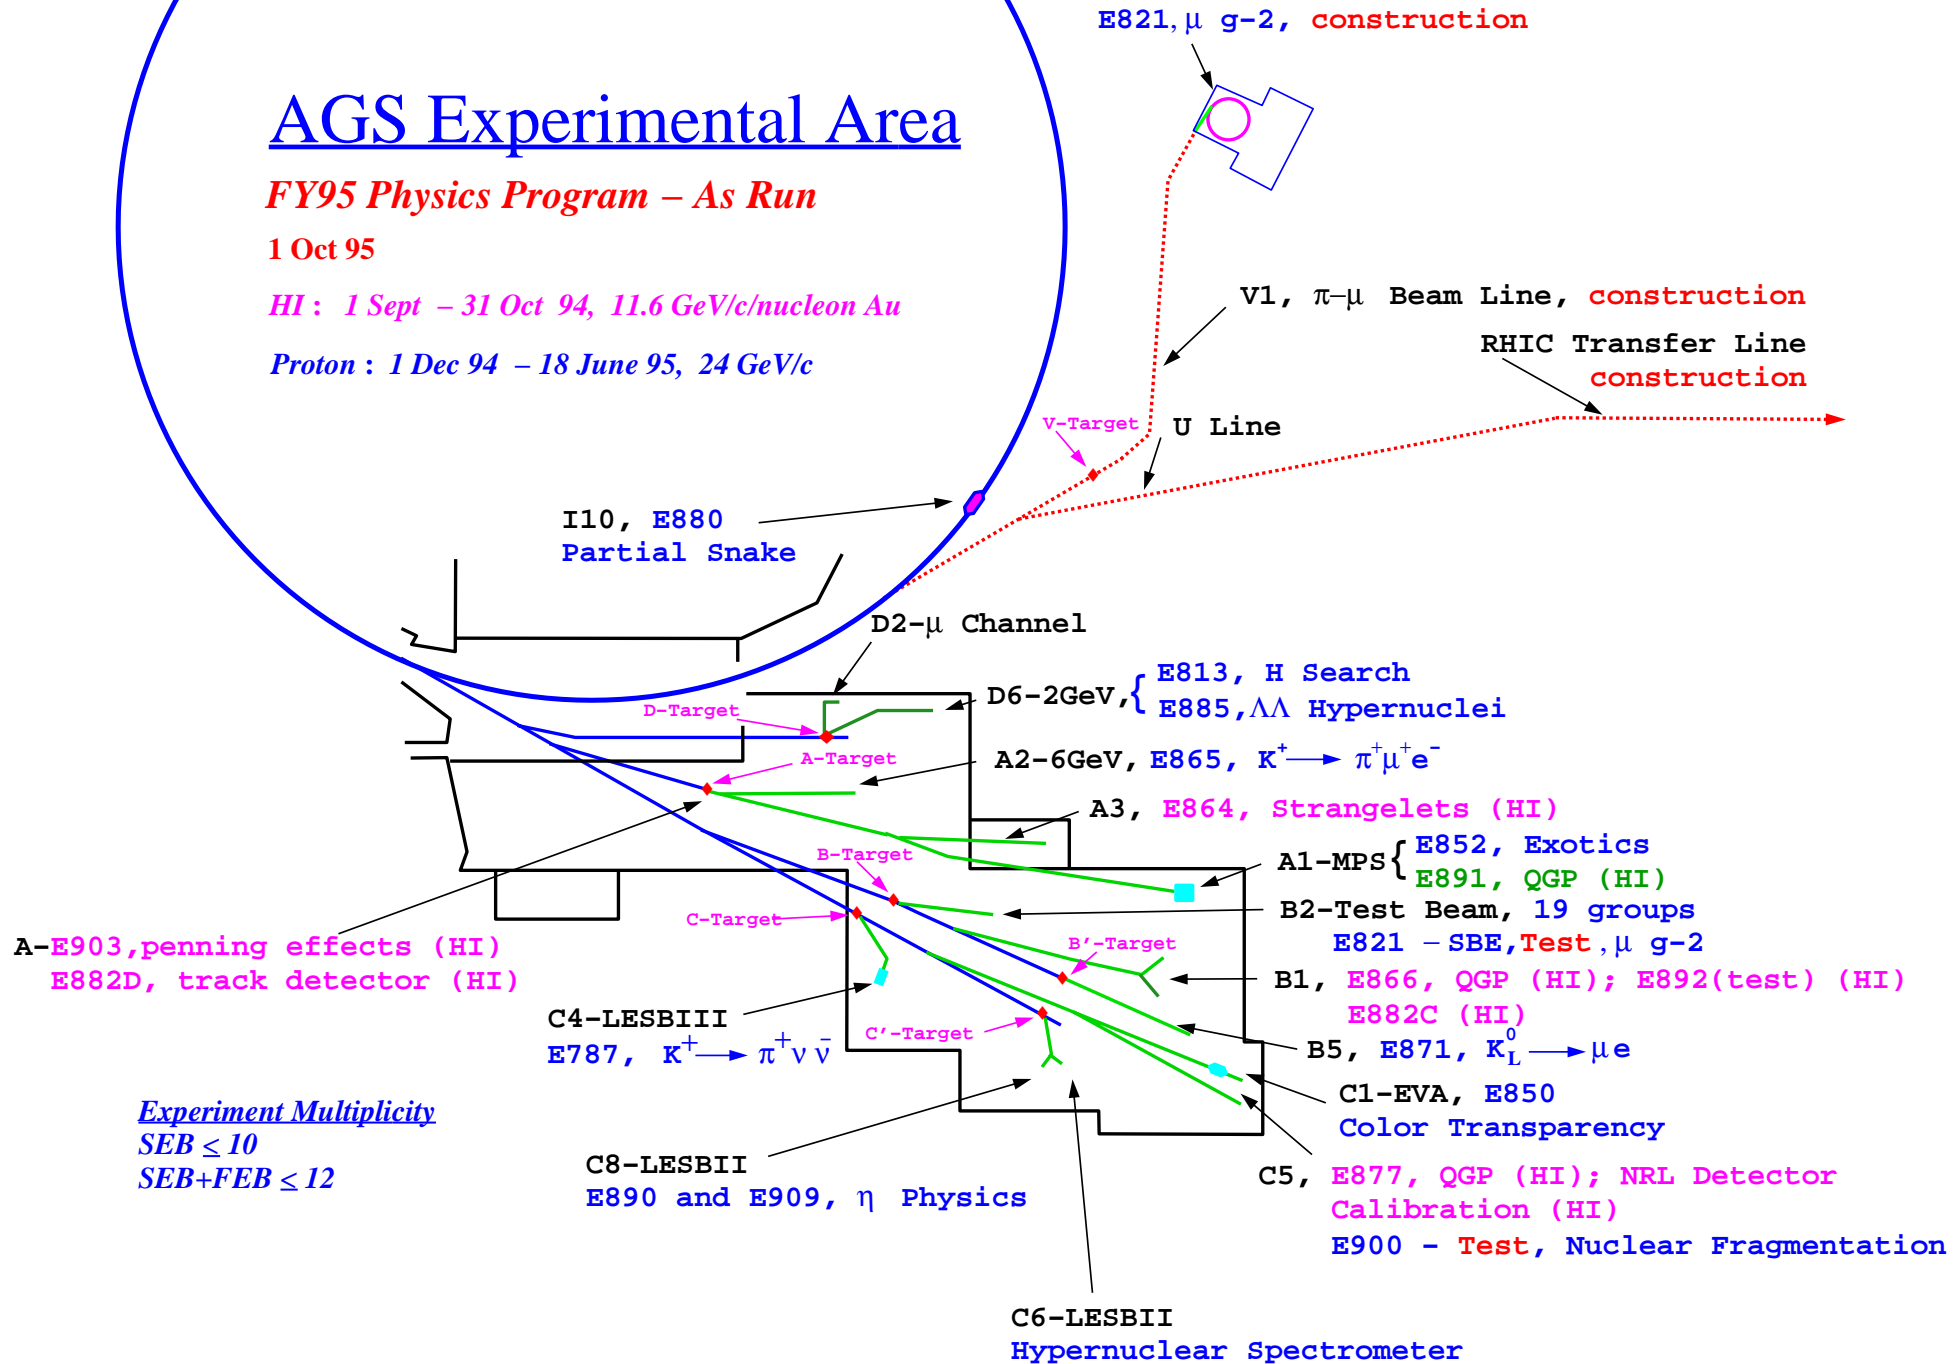 E821, μ g-2, construction
AGS Experimental Area
FY95 Physics Program – As Run
1 Oct 95
HI : 1 Sept – 31 Oct 94, 11.6 GeV/c/nucleon Au
Proton : 1 Dec 94 – 18 June 95, 24 GeV/c
V1, π–μ Beam Line, construction
RHIC Transfer Line
construction
V-Target
U Line
I10, E880
Partial Snake
D2-μ Channel
D6-2GeV, { E813, H Search
E885, ΛΛ Hypernuclei
D-Target
A-Target
A2-6GeV, E865, K⁺ → π⁺μ⁺e⁻
A3, E864, Strangelets (HI)
A1-MPS { E852, Exotics
E891, QGP (HI)
B-Target
B2-Test Beam, 19 groups
E821 – SBE, Test, μ g-2
C-Target
B'-Target
A-E903, penning effects (HI)
E882D, track detector (HI)
B1, E866, QGP (HI); E892(test) (HI)
E882C (HI)
C4-LESBIII
E787, K⁺ → π⁺ν ν̄
C'-Target
B5, E871, K⁰_L → μe
C1-EVA, E850
Color Transparency
Experiment Multiplicity
SEB ≤ 10
SEB+FEB ≤ 12
C8-LESBII
E890 and E909, η Physics
C5, E877, QGP (HI); NRL Detector
Calibration (HI)
E900 - Test, Nuclear Fragmentation
C6-LESBII
Hypernuclear Spectrometer